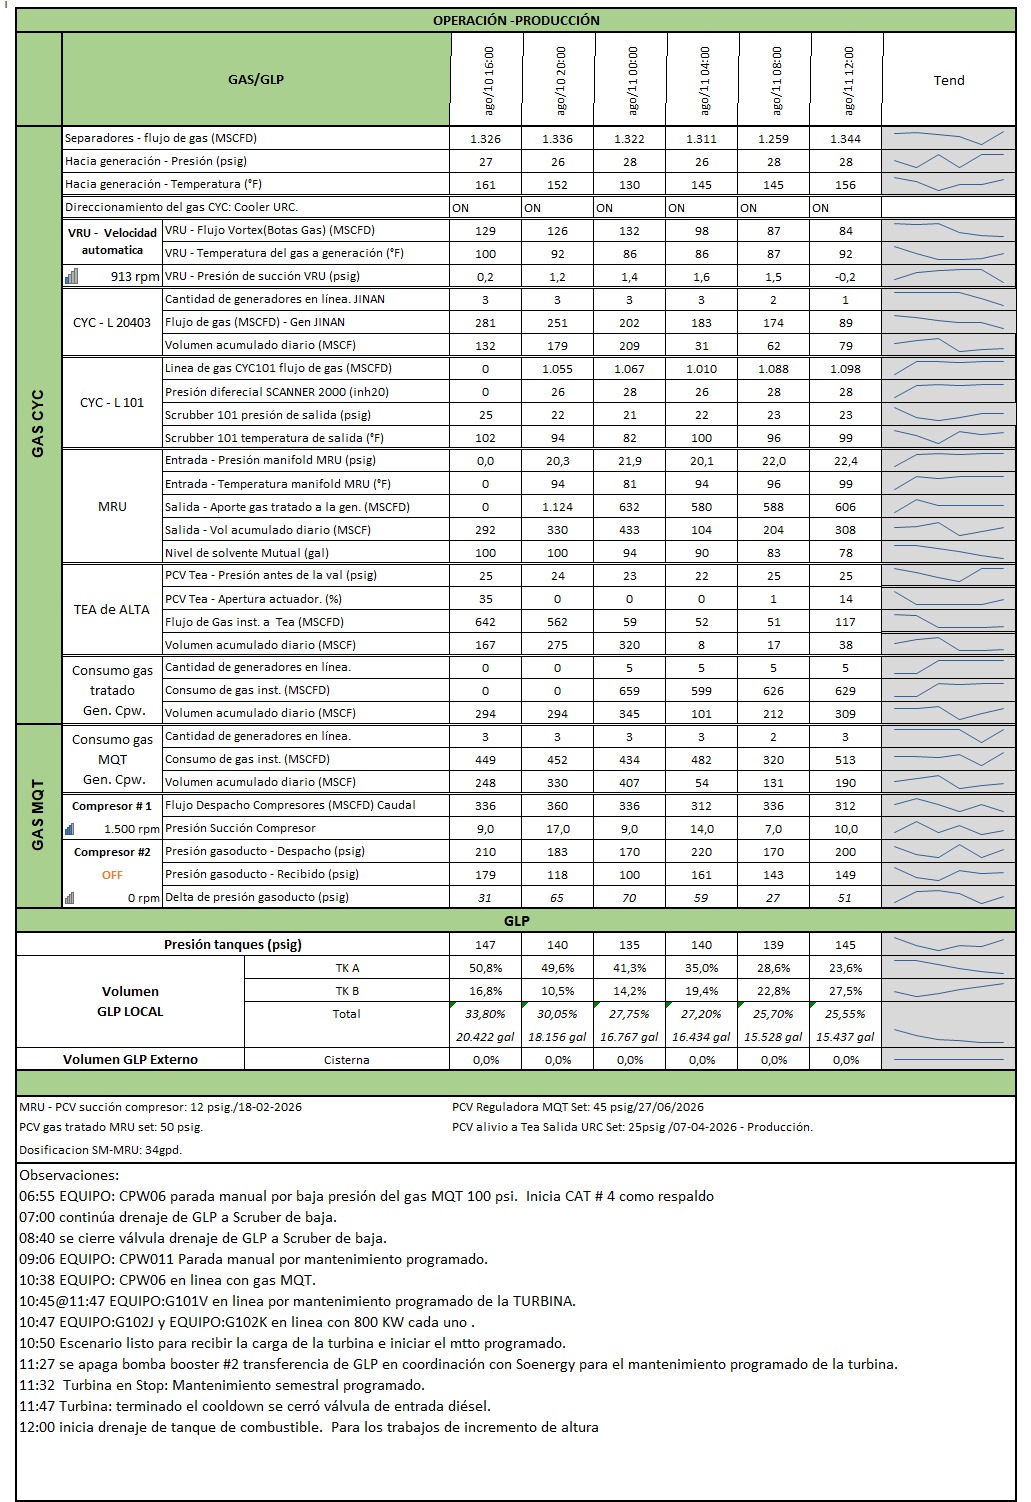 OPERACIÓN -PRODUCCIÓN
GAS/GLP ago/10 16:00 ago/10 20:00 ago/11 00:00 ago/11 04:00 ago/11 08:00 ago/11 12:00 Tend
GAS CYC
Separadores - flujo de gas (MSCFD) 1.326 1.336 1.322 1.311 1.259 1.344
Hacia generación - Presión (psig) 27 26 28 26 28 28
Hacia generación - Temperatura (°F) 161 152 130 145 145 156
Direccionamiento del gas CYC: Cooler URC. ON ON ON ON ON ON
VRU - Velocidad automatica
VRU - Flujo Vortex(Botas Gas) (MSCFD) 129 126 132 98 87 84
VRU - Temperatura del gas a generación (°F) 100 92 86 86 87 92
913 rpm VRU - Presión de succión VRU (psig) 0,2 1,2 1,4 1,6 1,5 -0,2
CYC - L 20403
Cantidad de generadores en línea. JINAN 3 3 3 3 2 1
Flujo de gas (MSCFD) - Gen JINAN 281 251 202 183 174 89
Volumen acumulado diario (MSCF) 132 179 209 31 62 79
CYC - L 101
Linea de gas CYC101 flujo de gas (MSCFD) 0 1.055 1.067 1.010 1.088 1.098
Presión diferecial SCANNER 2000 (inh20) 0 26 28 26 28 28
Scrubber 101 presión de salida (psig) 25 22 21 22 23 23
Scrubber 101 temperatura de salida (°F) 102 94 82 100 96 99
MRU
Entrada - Presión manifold MRU (psig) 0,0 20,3 21,9 20,1 22,0 22,4
Entrada - Temperatura manifold MRU (°F) 0 94 81 94 96 99
Salida - Aporte gas tratado a la gen. (MSCFD) 0 1.124 632 580 588 606
Salida - Vol acumulado diario (MSCF) 292 330 433 104 204 308
Nivel de solvente Mutual (gal) 100 100 94 90 83 78
TEA de ALTA
PCV Tea - Presión antes de la val (psig) 25 24 23 22 25 25
PCV Tea - Apertura actuador. (%) 35 0 0 0 1 14
Flujo de Gas inst. a Tea (MSCFD) 642 562 59 52 51 117
Volumen acumulado diario (MSCF) 167 275 320 8 17 38
Consumo gas tratado Gen. Cpw.
Cantidad de generadores en línea. 0 0 5 5 5 5
Consumo de gas inst. (MSCFD) 0 0 659 599 626 629
Volumen acumulado diario (MSCF) 294 294 345 101 212 309
GAS MQT
Consumo gas MQT Gen. Cpw.
Cantidad de generadores en línea. 3 3 3 3 2 3
Consumo de gas inst. (MSCFD) 449 452 434 482 320 513
Volumen acumulado diario (MSCF) 248 330 407 54 131 190
Compresor # 1 Flujo Despacho Compresores (MSCFD) Caudal 336 360 336 312 336 312
1.500 rpm Presión Succión Compresor 9,0 17,0 9,0 14,0 7,0 10,0
Compresor #2 Presión gasoducto - Despacho (psig) 210 183 170 220 170 200
OFF Presión gasoducto - Recibido (psig) 179 118 100 161 143 149
0 rpm Delta de presión gasoducto (psig) 31 65 70 59 27 51
GLP
Presión tanques (psig) 147 140 135 140 139 145
Volumen GLP LOCAL
TK A 50,8% 49,6% 41,3% 35,0% 28,6% 23,6%
TK B 16,8% 10,5% 14,2% 19,4% 22,8% 27,5%
Total 33,80% 30,05% 27,75% 27,20% 25,70% 25,55%
20.422 gal 18.156 gal 16.767 gal 16.434 gal 15.528 gal 15.437 gal
Volumen GLP Externo Cisterna 0,0% 0,0% 0,0% 0,0% 0,0% 0,0%
MRU - PCV succión compresor: 12 psig./18-02-2026 PCV Reguladora MQT Set: 45 psig/27/06/2026
PCV gas tratado MRU set: 50 psig. PCV alivio a Tea Salida URC Set: 25psig /07-04-2026 - Producción.
Dosificacion SM-MRU: 34gpd.
Observaciones:
06:55 EQUIPO: CPW06 parada manual por baja presión del gas MQT 100 psi. Inicia CAT # 4 como respaldo
07:00 continúa drenaje de GLP a Scruber de baja.
08:40 se cierre válvula drenaje de GLP a Scruber de baja.
09:06 EQUIPO: CPW011 Parada manual por mantenimiento programado.
10:38 EQUIPO: CPW06 en linea con gas MQT.
10:45@11:47 EQUIPO:G101V en linea por mantenimiento programado de la TURBINA.
10:47 EQUIPO:G102J y EQUIPO:G102K en linea con 800 KW cada uno .
10:50 Escenario listo para recibir la carga de la turbina e iniciar el mtto programado.
11:27 se apaga bomba booster #2 transferencia de GLP en coordinación con Soenergy para el mantenimiento programado de la turbina.
11:32 Turbina en Stop: Mantenimiento semestral programado.
11:47 Turbina: terminado el cooldown se cerró válvula de entrada diésel.
12:00 inicia drenaje de tanque de combustible. Para los trabajos de incremento de altura